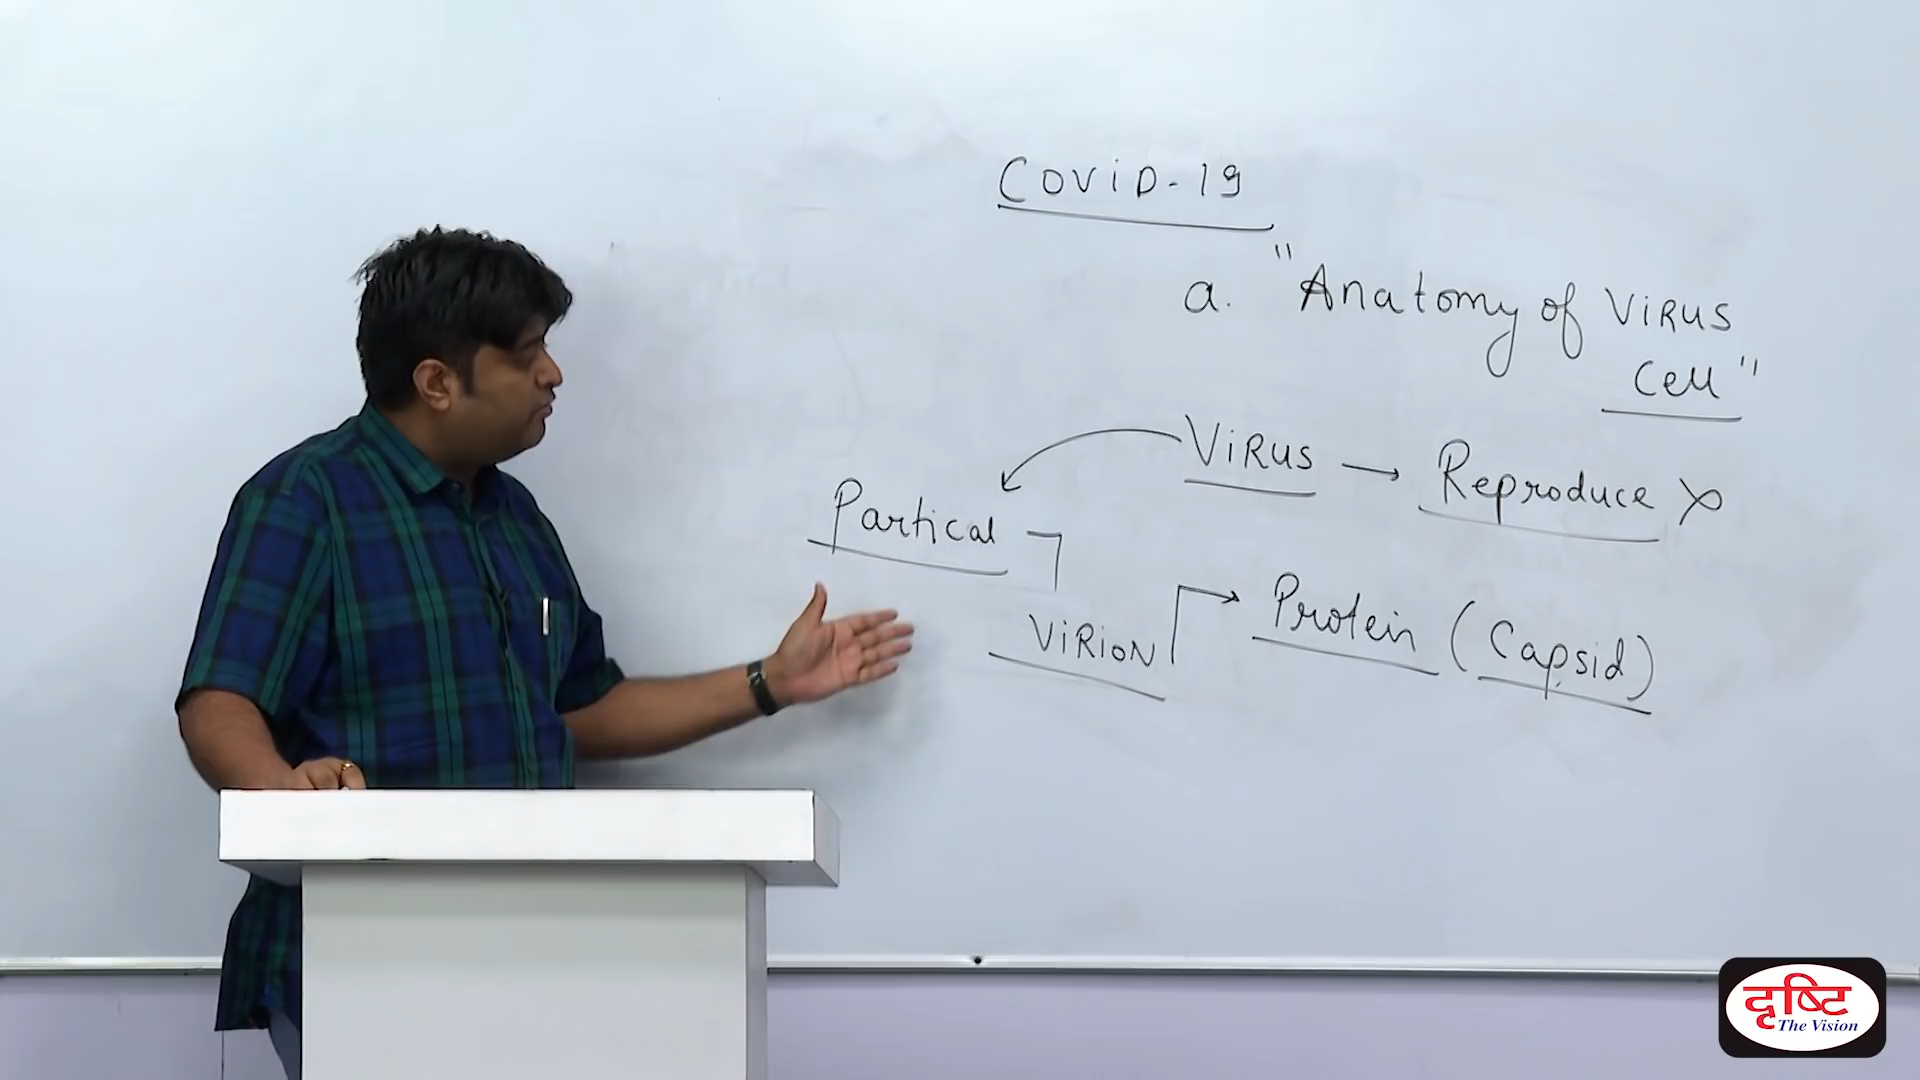 COViD-19
a. "Anatomy of ViRUS
Cell"
ViRUS → Reproduce X
Partical
ViRiON
Protein (Capsid)
दृष्टि
The Vision